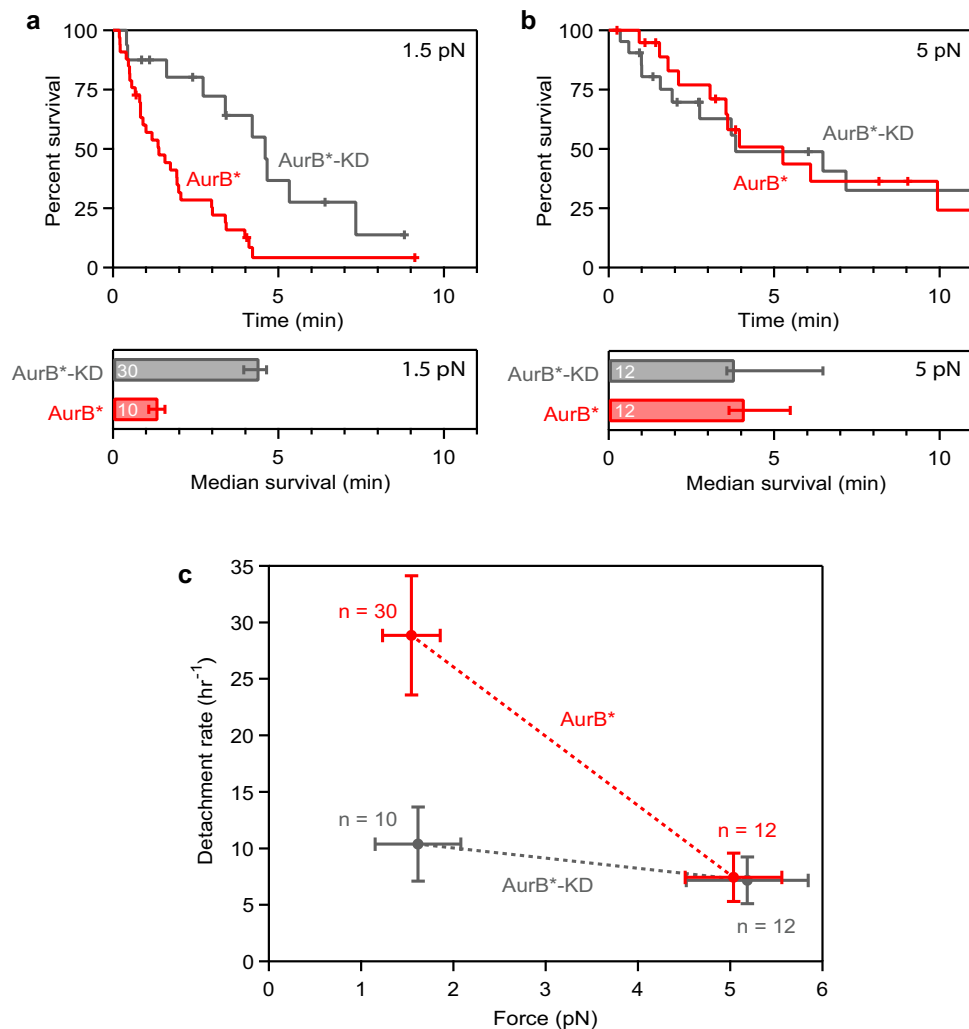 a
1.5 pN
Percent survival
100
75
50
25
0
AurB*-KD
AurB*
0
5
10
Time (min)
AurB*-KD
30
1.5 pN
AurB*
10
0
5
10
Median survival (min)
b
5 pN
Percent survival
100
75
50
25
0
AurB*-KD
AurB*
0
5
10
Time (min)
AurB*-KD
12
5 pN
AurB*
12
0
5
10
Median survival (min)
c
Detachment rate (hr⁻¹)
35
30
25
20
15
10
5
0
n = 30
AurB*
n = 10
n = 12
AurB*-KD
n = 12
0
1
2
3
4
5
6
Force (pN)